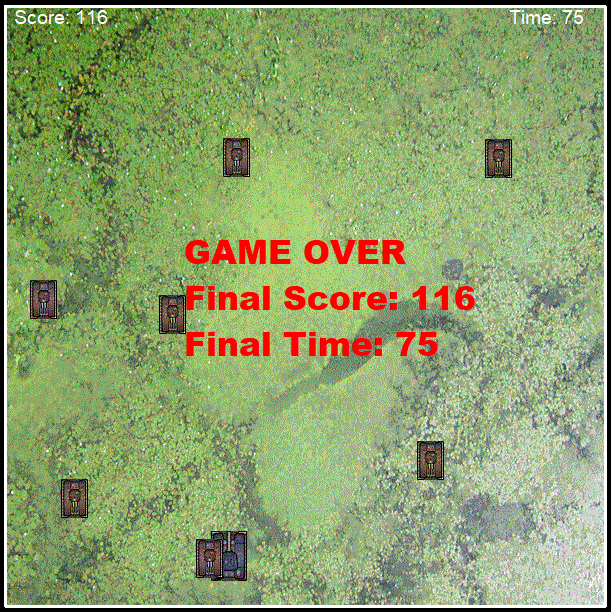 Score: 116
Time: 75
GAME OVER
Final Score: 116
Final Time: 75